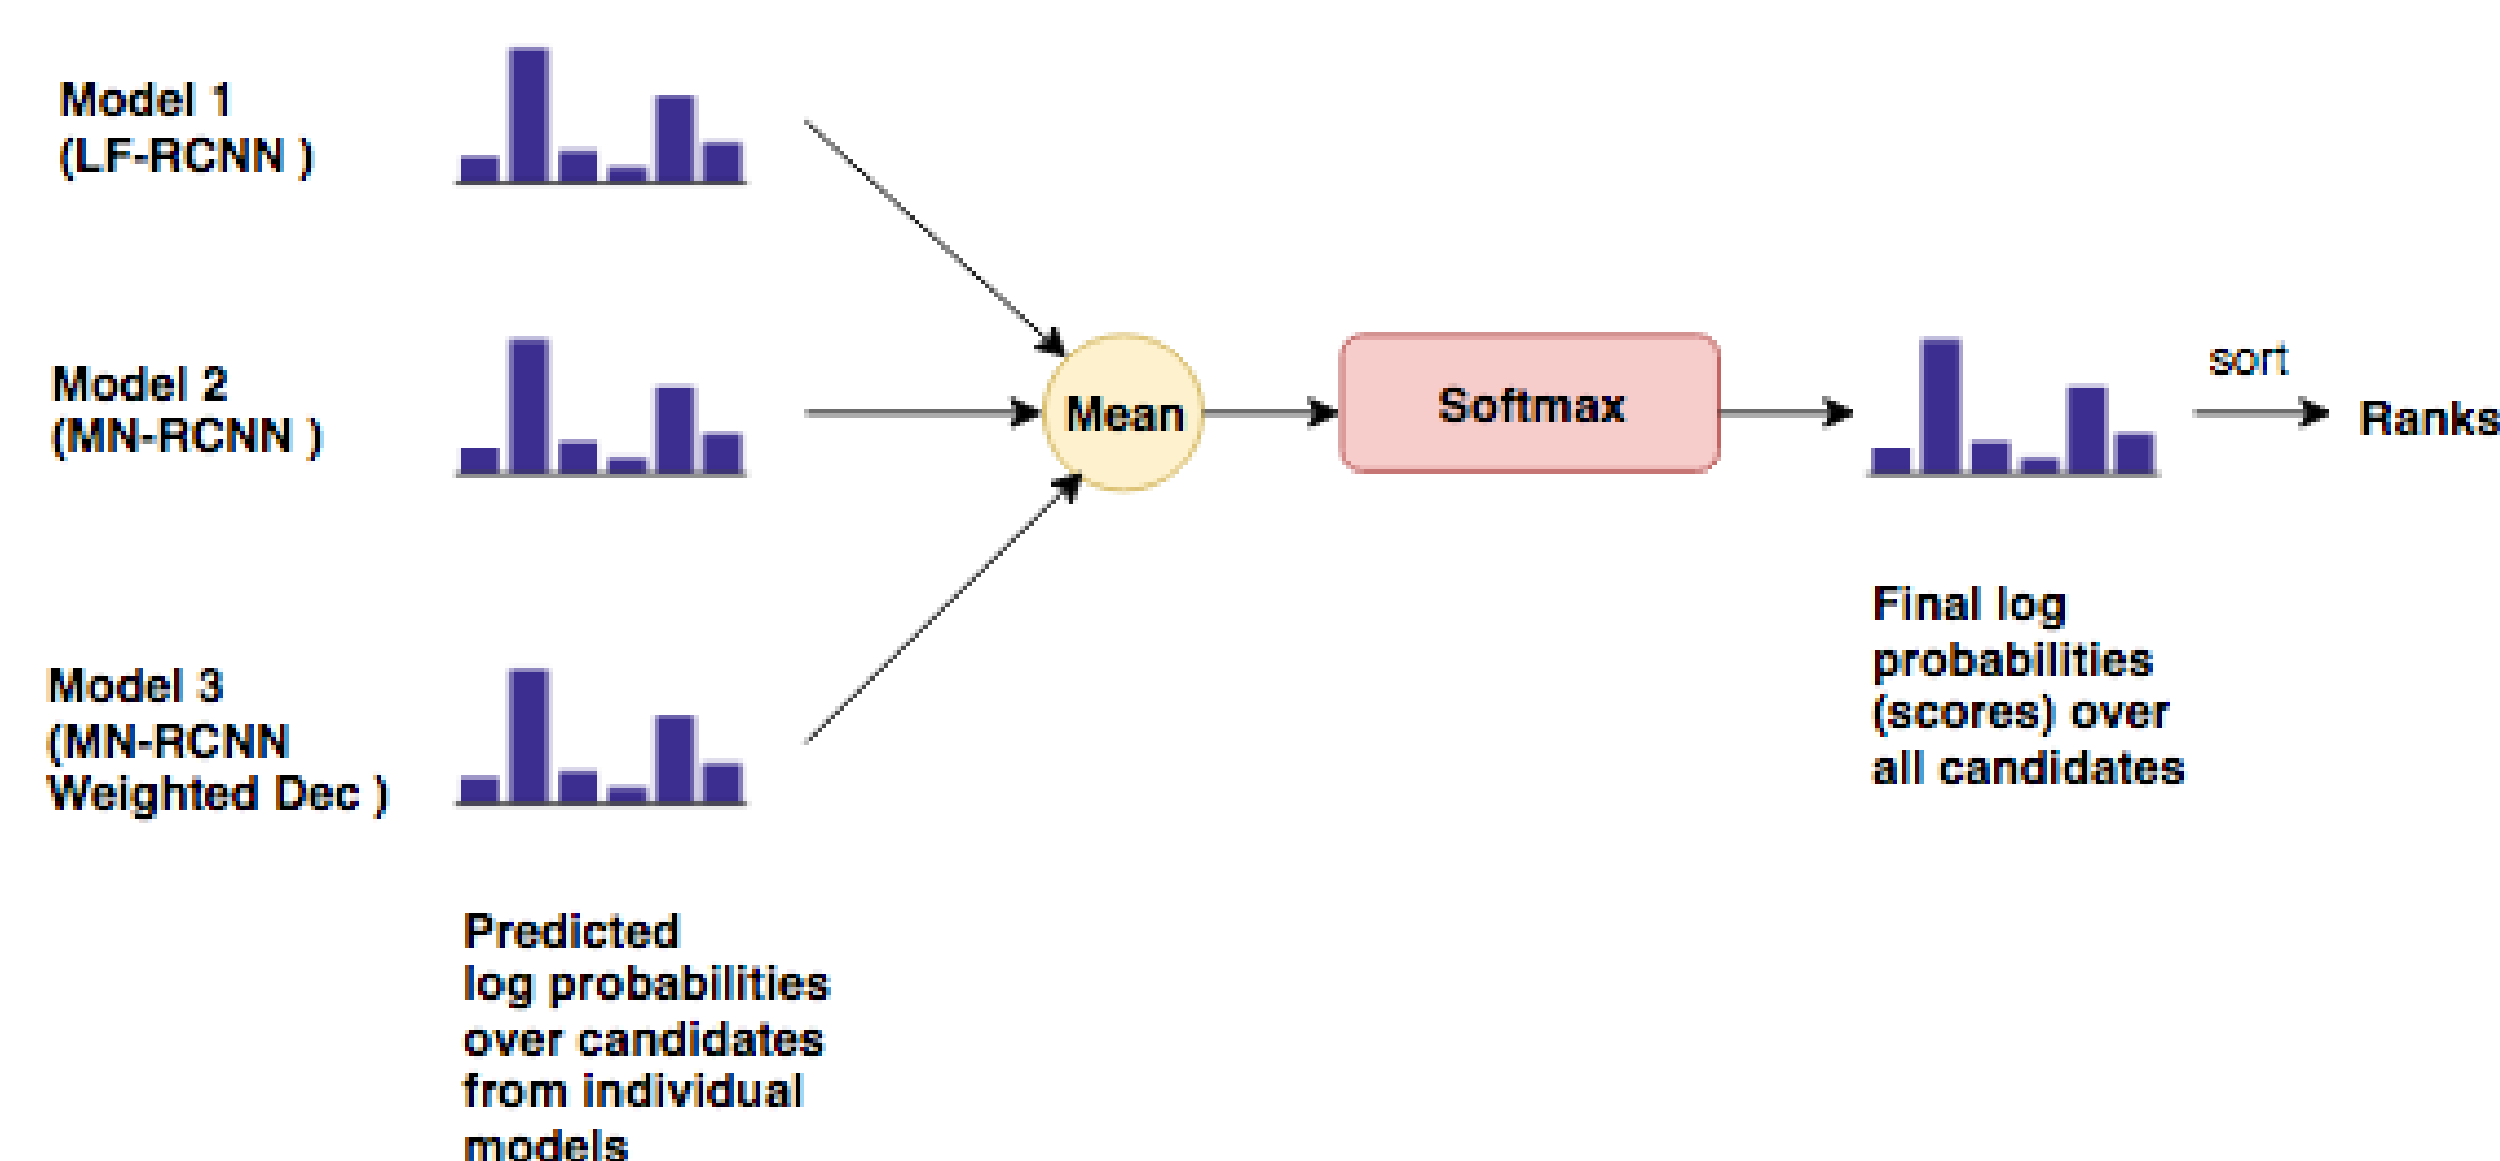 Model 1
(LF-RCNN )
Model 2
(MN-RCNN )
Model 3
(MN-RCNN
Weighted Dec )
Predicted
log probabilities
over candidates
from individual
models
Mean
Softmax
Final log
probabilities
(scores) over
all candidates
sort
Ranks